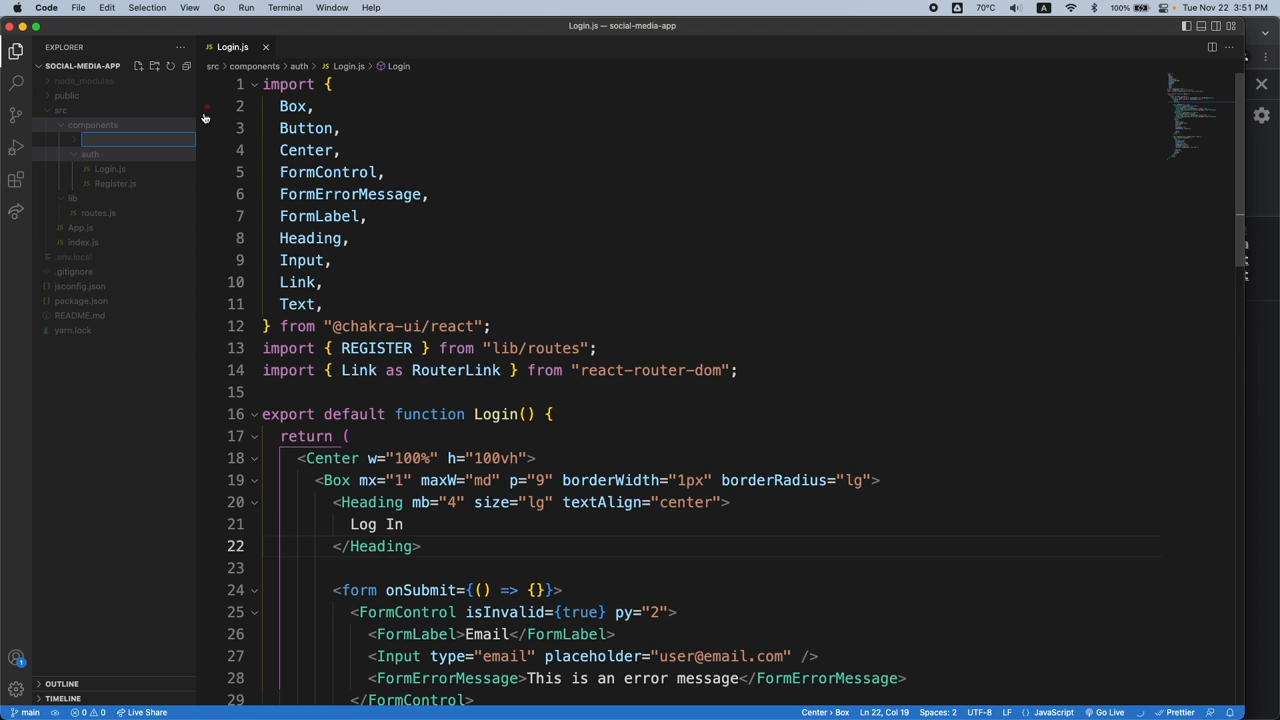 Code File Edit Selection View Go Run Terminal Window Help 70°C A 100% Tue Nov 22 3:51 PM
Login.js — social-media-app
EXPLORER
JS Login.js
SOCIAL-MEDIA-APP
src > components > auth > JS Login.js > Login
node_modules
public
src
components
auth
JS Login.js
JS Register.js
lib
JS routes.js
JS App.js
JS index.js
.env.local
.gitignore
jsconfig.json
package.json
README.md
yarn.lock
1 import {
2 Box,
3 Button,
4 Center,
5 FormControl,
6 FormErrorMessage,
7 FormLabel,
8 Heading,
9 Input,
10 Link,
11 Text,
12 } from "@chakra-ui/react";
13 import { REGISTER } from "lib/routes";
14 import { Link as RouterLink } from "react-router-dom";
15
16 export default function Login() {
17 return (
18 <Center w="100%" h="100vh">
19 <Box mx="1" maxW="md" p="9" borderWidth="1px" borderRadius="lg">
20 <Heading mb="4" size="lg" textAlign="center">
21 Log In
22 </Heading>
23
24 <form onSubmit={() => {}}>
25 <FormControl isInvalid={true} py="2">
26 <FormLabel>Email</FormLabel>
27 <Input type="email" placeholder="user@email.com" />
28 <FormErrorMessage>This is an error message</FormErrorMessage>
29 </FormControl>
OUTLINE
TIMELINE
1
main 0 0 Live Share Center > Box Ln 22, Col 19 Spaces: 2 UTF-8 LF {} JavaScript Go Live Prettier